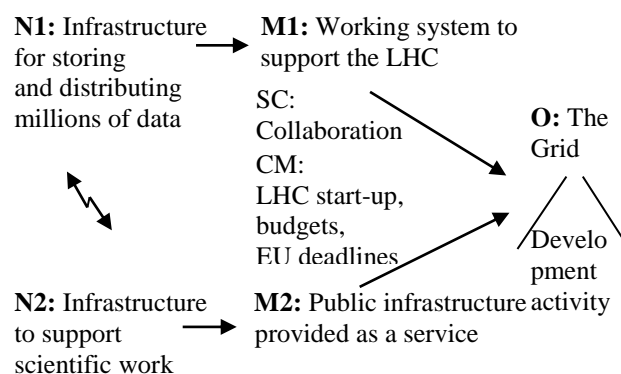 N1: Infrastructure
for storing
and distributing
millions of data
M1: Working system to
support the LHC
SC:
Collaboration
CM:
LHC start-up,
budgets,
EU deadlines
O: The
Grid
Develo
pment
activity
N2: Infrastructure
to support
scientific work
M2: Public infrastructure
provided as a service